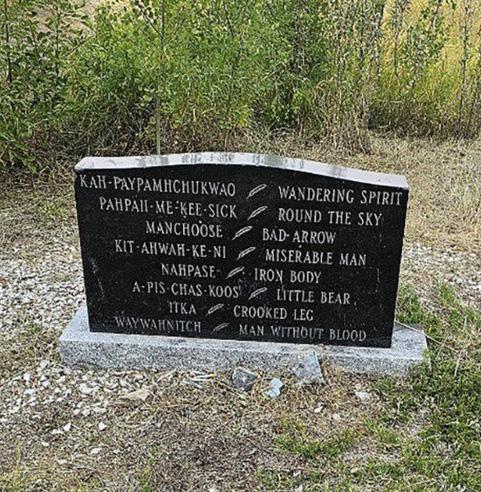 KAH-PAYPAMHCHUKWAO WANDERING SPIRIT
PAHPAH-ME-KEE-SICK ROUND THE SKY
MANCHOOSE BAD-ARROW
KIT-AHWAH-KE-NI MISERABLE MAN
NAHPASE IRON BODY
A-PIS-CHAS-KOOS LITTLE BEAR
ITKA CROOKED LEG
WAYWAHNITCH MAN WITHOUT BLOOD